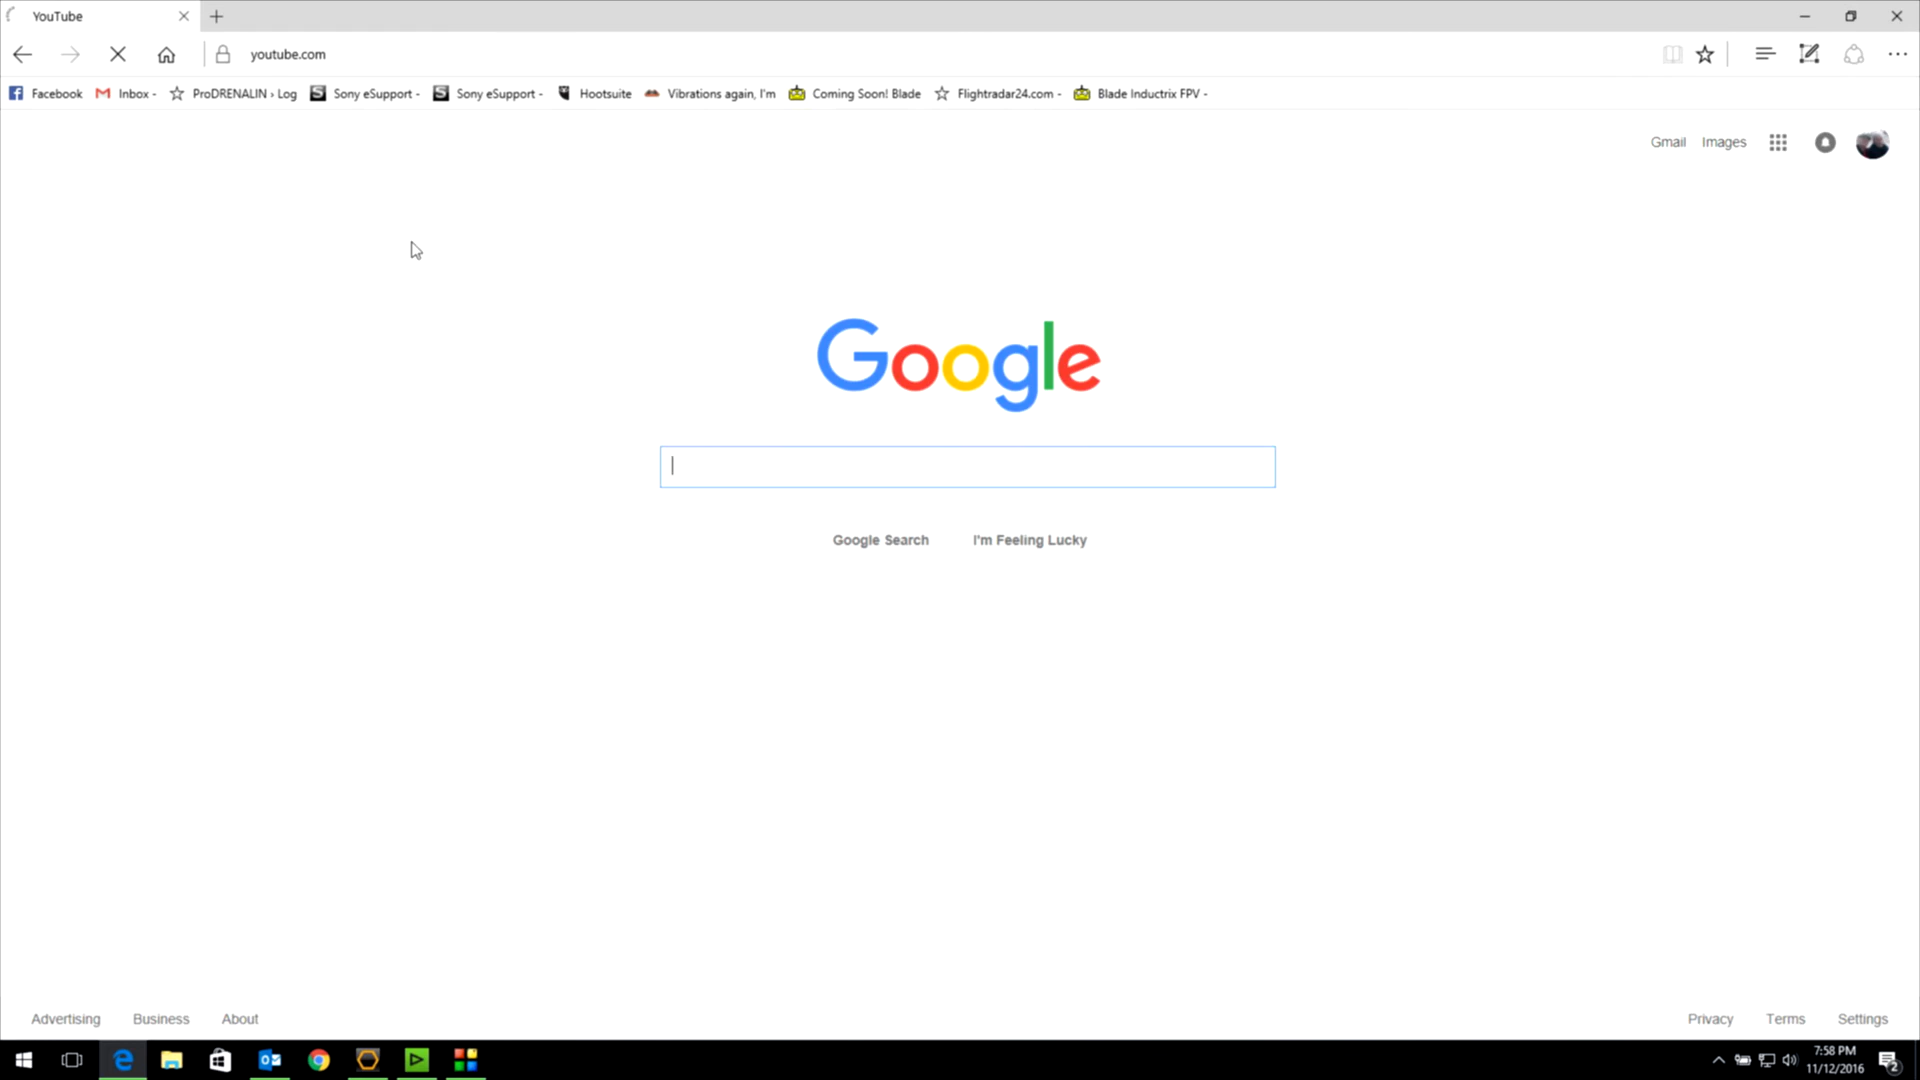 YouTube
youtube.com
Facebook Inbox - ProDRENALIN › Log Sony eSupport - Sony eSupport - Hootsuite Vibrations again, I'm Coming Soon! Blade Flightradar24.com - Blade Inductrix FPV -
Gmail Images
Google
Google Search I'm Feeling Lucky
Advertising Business About Privacy Terms Settings
7:58 PM
11/12/2016
2